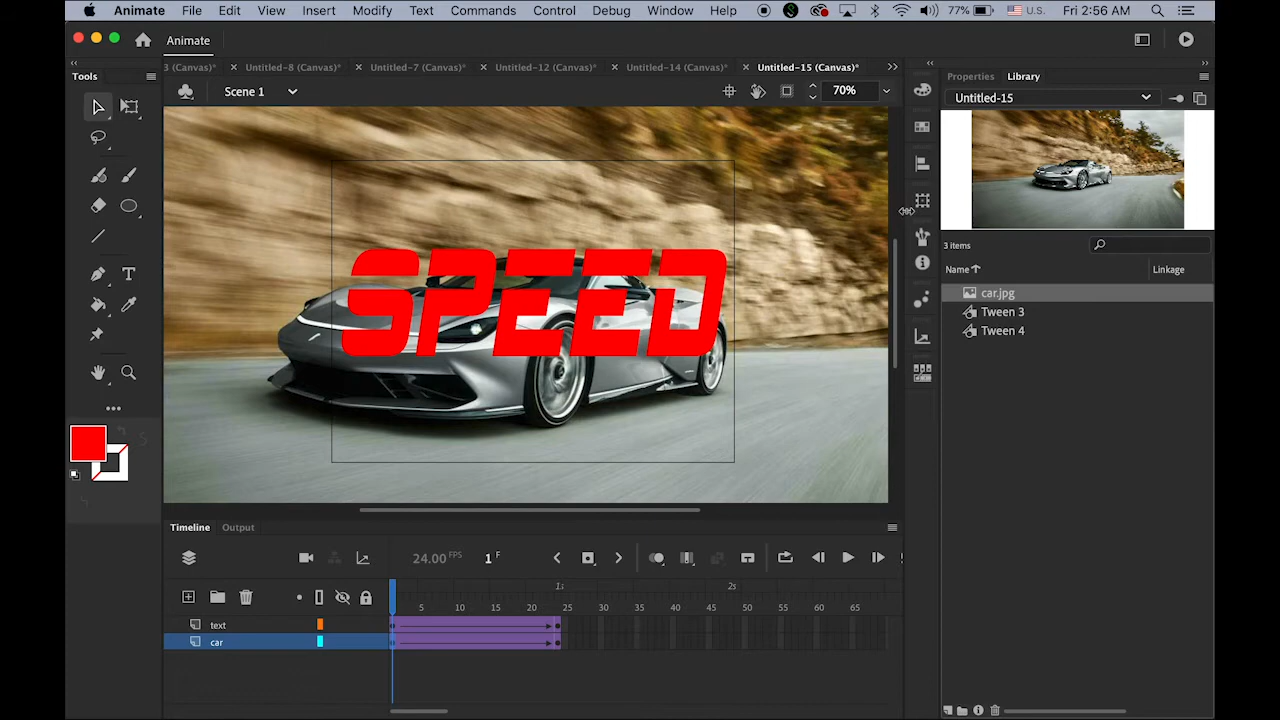 Animate File Edit View Insert Modify Text Commands Control Debug Window Help 77% U.S. Fri 2:56 AM
Animate
3 (Canvas)* Untitled-8 (Canvas)* Untitled-7 (Canvas)* Untitled-12 (Canvas)* Untitled-14 (Canvas)* Untitled-15 (Canvas)*
Tools
Scene 1 70%
Properties Library
Untitled-15
SPEED
3 items
Name Linkage
car.jpg
Tween 3
Tween 4
Timeline Output
24.00 FPS 1 F
1s 2s
5 10 15 20 25 30 35 40 45 50 55 60 65
text
car